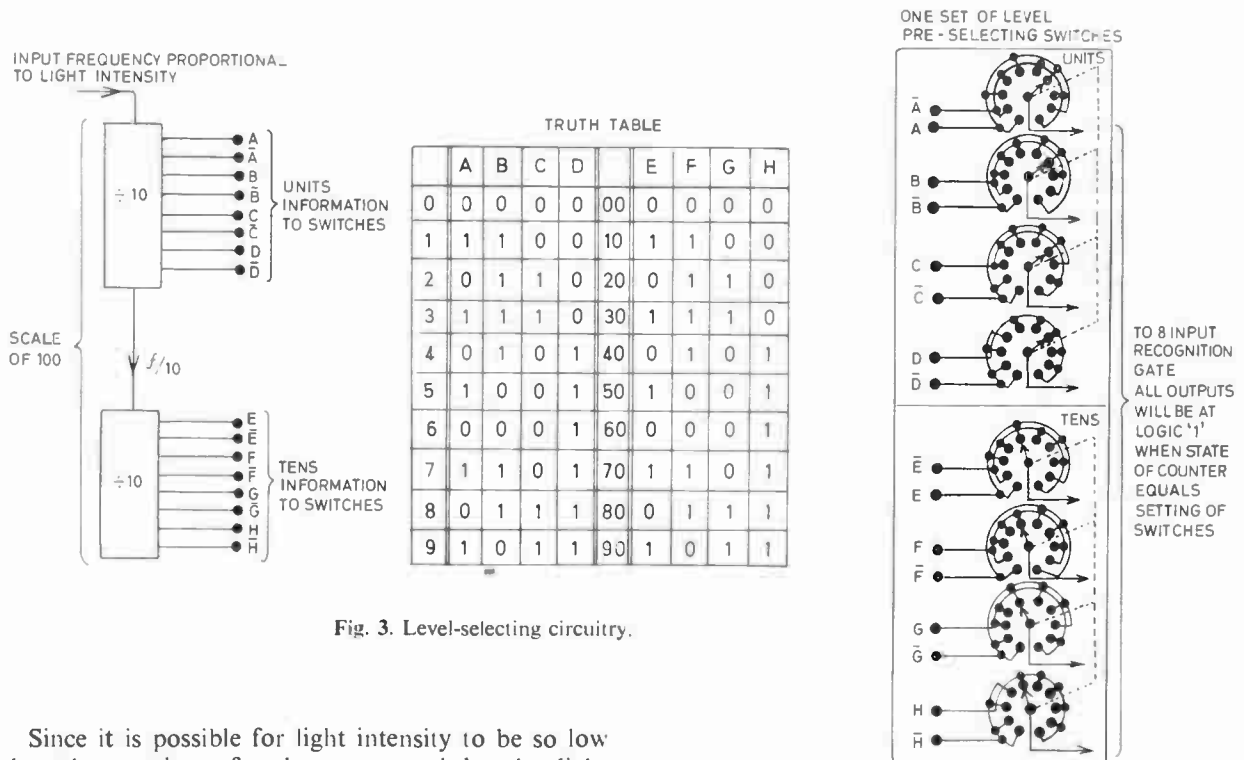 INPUT FREQUENCY PROPORTIONAL
TO LIGHT INTENSITY
SCALE
OF 100
÷10
A
Ā
B
B̄
C
C̄
D
D̄
UNITS
INFORMATION
TO SWITCHES
f/10
÷10
E
Ē
F
F̄
G
Ḡ
H
H̄
TENS
INFORMATION
TO SWITCHES
TRUTH TABLE
A B C D E F G H
0 0 0 0 0 00 0 0 0 0
1 1 1 0 0 10 1 1 0 0
2 0 1 1 0 20 0 1 1 0
3 1 1 1 0 30 1 1 1 0
4 0 1 0 1 40 0 1 0 1
5 1 0 0 1 50 1 0 0 1
6 0 0 0 1 60 0 0 0 1
7 1 1 0 1 70 1 1 0 1
8 0 1 1 1 80 0 1 1 1
9 1 0 1 1 90 1 0 1 1
Fig. 3. Level-selecting circuitry.
ONE SET OF LEVEL
PRE-SELECTING SWITCHES
UNITS
Ā
A
B
B̄
C
C̄
D
D̄
TENS
Ē
E
F
F̄
G
Ḡ
H
H̄
TO 8 INPUT
RECOGNITION
GATE
ALL OUTPUTS
WILL BE AT
LOGIC '1'
WHEN STATE
OF COUNTER
EQUALS
SETTING OF
SWITCHES
Since it is possible for light intensity to be so low